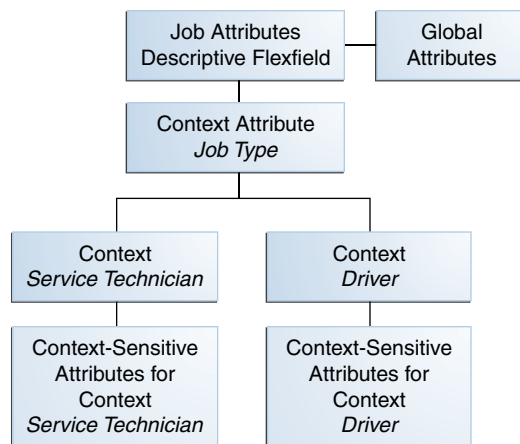 Job Attributes
Descriptive Flexfield
Global
Attributes
Context Attribute
Job Type
Context
Service Technician
Context
Driver
Context-Sensitive
Attributes for
Context
Service Technician
Context-Sensitive
Attributes for
Context
Driver